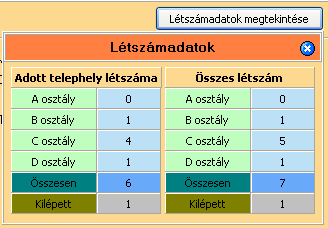 Létszámadatok megtekintése
Létszámadatok
Adott telephely létszáma
A osztály 0
B osztály 1
C osztály 4
D osztály 1
Összesen 6
Kilépett 1
Összes létszám
A osztály 0
B osztály 1
C osztály 5
D osztály 1
Összesen 7
Kilépett 1